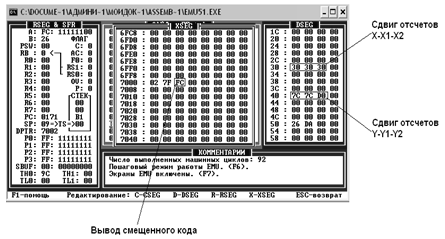 C:\DOCUME~1\АДМИНИ~1\МОИДОК~1\ASSEMB~1\EMU51.EXE
RSEG & SFR
XSEG
DSEG
A: FC: 11111100
B: 26 ФЛАГ
PSW: 00 C: 0
RB : 0 AC: 0
R0: 00 F0: 0
R1: 00 RS1: 0
R2: 00 RS0: 0
R3: 00 OV: 0
R4: 00 P: 0
R5: 00 СТЕК
R6: 00 00
R7: 00 00
PC: 0171 B1
SP: 09=>TS=>00
DPTR: 7002
P0: FF: 11111111
P1: FF: 11111111
P2: FF: 11111111
P3: FF: 11111111
SBUF: 00: 00000000
TH0: 9C TH1: 00
TL0: 00 TL1: 00
6FC8 : 00 00 00 00 00 00 00 00
6FD0 : 00 00 00 00 00 00 00 00
6FD8 : 00 00 00 00 00 00 00 00
6FE0 : 00 00 00 00 00 00 00 00
6FE8 : 00 00 00 00 00 00 00 00
6FF0 : 00 00 00 00 00 00 00 00
6FF8 : 00 00 00 00 00 00 00 00
7000 : 02 7F FC 00 00 00 00 00
7008 : 00 00 00 00 00 00 00 00
7010 : 00 00 00 00 00 00 00 00
7018 : 00 00 00 00 00 00 00 00
7020 : 00 00 00 00 00 00 00 00
7028 : 00 00 00 00 00 00 00 00
7030 : 00 00 00 00 00 00 00 00
7038 : 00 00 00 00 00 00 00 00
7040 : 00 00 00 00 00 00 00 00
1C : 00 00 00 00
20 : 00 00 00 00
24 : 00 00 00 00
28 : 00 00 00 00
2C : 00 00 00 00
34 : 00 00 00 00
38 : 00 00 00 00
3C : 00 00 00 00
40 : 7C 7C 00 00
44 : 00 00 00 00
48 : 00 00 00 00
4C : 00 00 00 00
50 : 00 00 00 00
54 : 00 00 00 00
58 : 00 00 00 00
КОММЕНТАРИИ
Число выполненных машинных циклов: 92
Пошаговый режим работы EMU. (F6).
Экраны EMU включены. (F7).
F1-помощь Редактирование: C-CSEG D-DSEG R-RSEG X-XSEG ESC-возврат
Сдвиг отсчетов
X-X1-X2
Сдвиг отсчетов
Y-Y1-Y2
Вывод смещенного кода